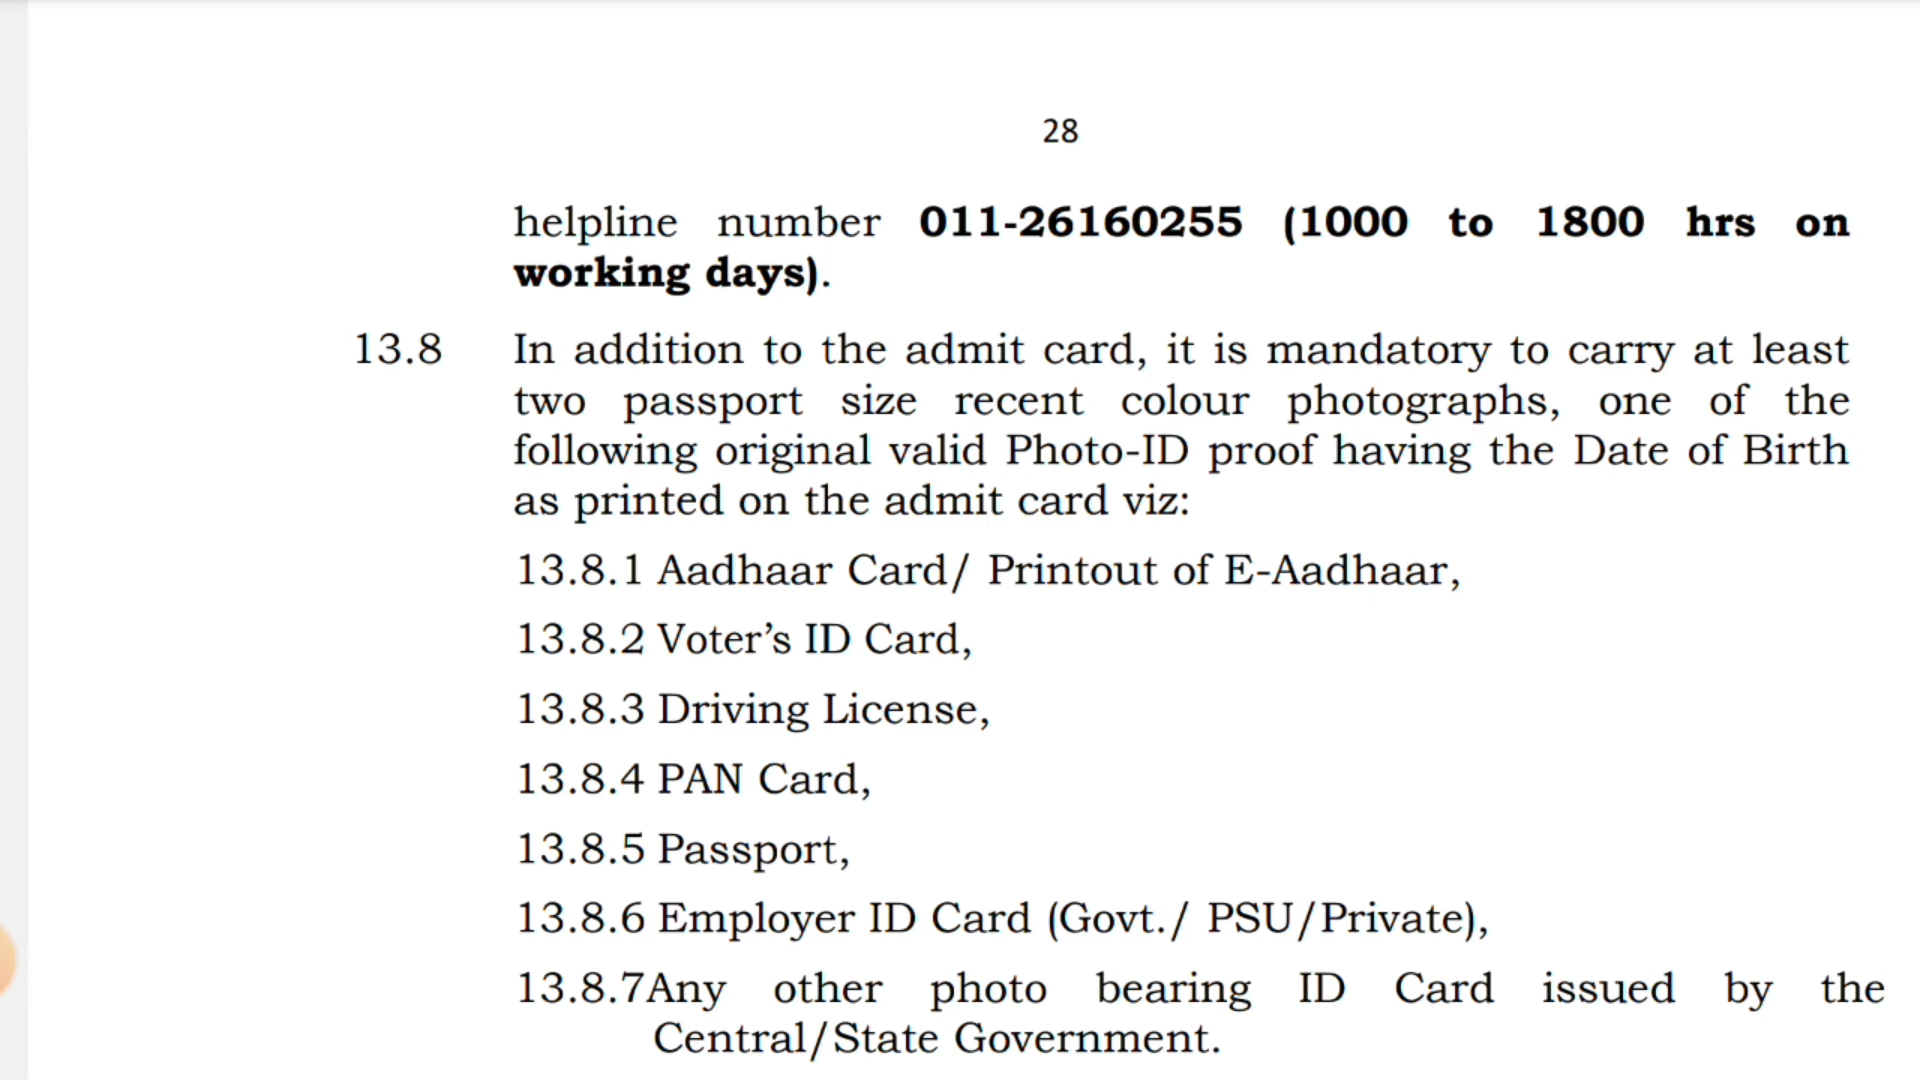 28
helpline number 011-26160255 (1000 to 1800 hrs on
working days).
13.8 In addition to the admit card, it is mandatory to carry at least
two passport size recent colour photographs, one of the
following original valid Photo-ID proof having the Date of Birth
as printed on the admit card viz:
13.8.1 Aadhaar Card/ Printout of E-Aadhaar,
13.8.2 Voter’s ID Card,
13.8.3 Driving License,
13.8.4 PAN Card,
13.8.5 Passport,
13.8.6 Employer ID Card (Govt./ PSU/Private),
13.8.7Any other photo bearing ID Card issued by the
Central/State Government.